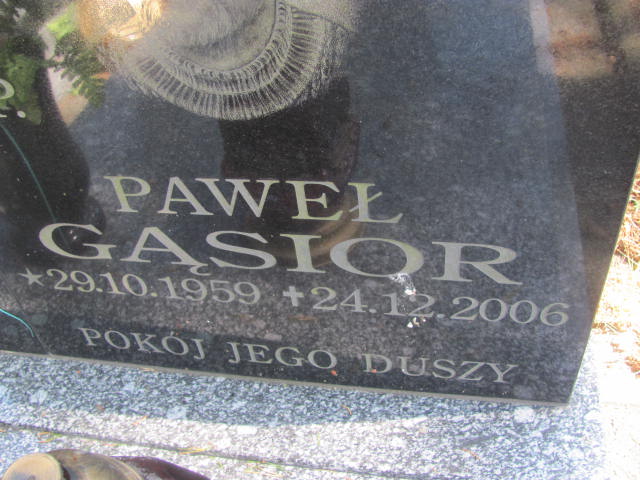 P.
PAWEŁ
GĄSIOR
★29.10.1959 ✝24.12.2006
POKÓJ JEGO DUSZY